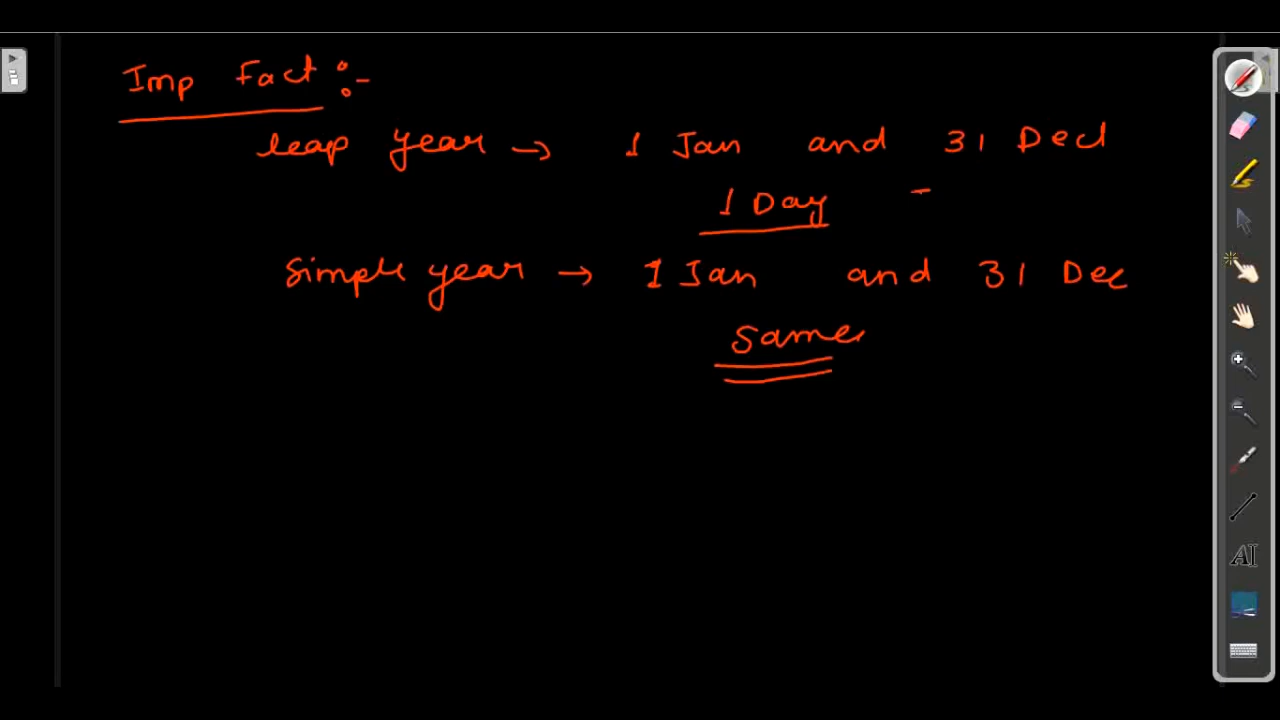 Imp Fact :-
leap year → 1 Jan and 31 Dec
1 Day -
Simple year → 1 Jan and 31 Dec
Same
AI